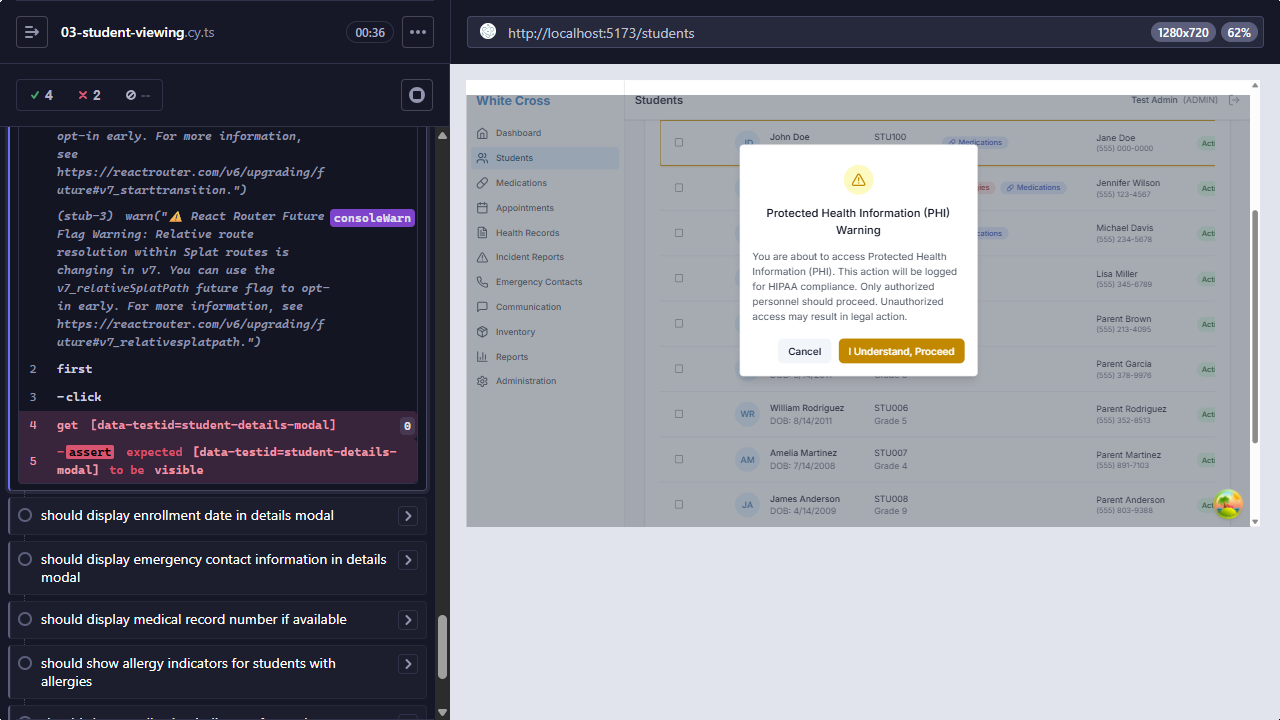 03-student-viewing.cy.ts
00:36
4
2
--
opt-in early. For more information,
see
https://reactrouter.com/v6/upgrading/f
uture#v7_starttransition.")
(stub-3) warn("⚠️ React Router Future
consoleWarn
Flag Warning: Relative route
resolution within Splat routes is
changing in v7. You can use the
v7_relativeSplatPath future flag to opt-
in early. For more information, see
https://reactrouter.com/v6/upgrading/f
uture#v7_relativesplatpath.")
2 first
3 -click
4 get [data-testid=student-details-modal] 0
5 -assert expected [data-testid=student-details-
modal] to be visible
should display enrollment date in details modal
should display emergency contact information in details
modal
should display medical record number if available
should show allergy indicators for students with
allergies
http://localhost:5173/students
1280x720
62%
White Cross
Students
Test Admin (ADMIN)
Dashboard
Students
Medications
Appointments
Health Records
Incident Reports
Emergency Contacts
Communication
Inventory
Reports
Administration
JD
John Doe
STU100
Medications
Jane Doe
(555) 000-0000
Acti
Medications
Jennifer Wilson
(555) 123-4567
Acti
Michael Davis
(555) 234-5678
Acti
Lisa Miller
(555) 345-6789
Acti
Parent Brown
(555) 213-4095
Acti
Parent Garcia
(555) 378-9976
Acti
WR
William Rodriguez
DOB: 8/14/2011
STU006
Grade 5
Parent Rodriguez
(555) 352-8513
Acti
AM
Amelia Martinez
DOB: 7/14/2008
STU007
Grade 4
Parent Martinez
(555) 891-7103
Acti
JA
James Anderson
DOB: 4/14/2009
STU008
Grade 9
Parent Anderson
(555) 803-9388
Acti
Protected Health Information (PHI)
Warning
You are about to access Protected Health
Information (PHI). This action will be logged
for HIPAA compliance. Only authorized
personnel should proceed. Unauthorized
access may result in legal action.
Cancel
I Understand, Proceed